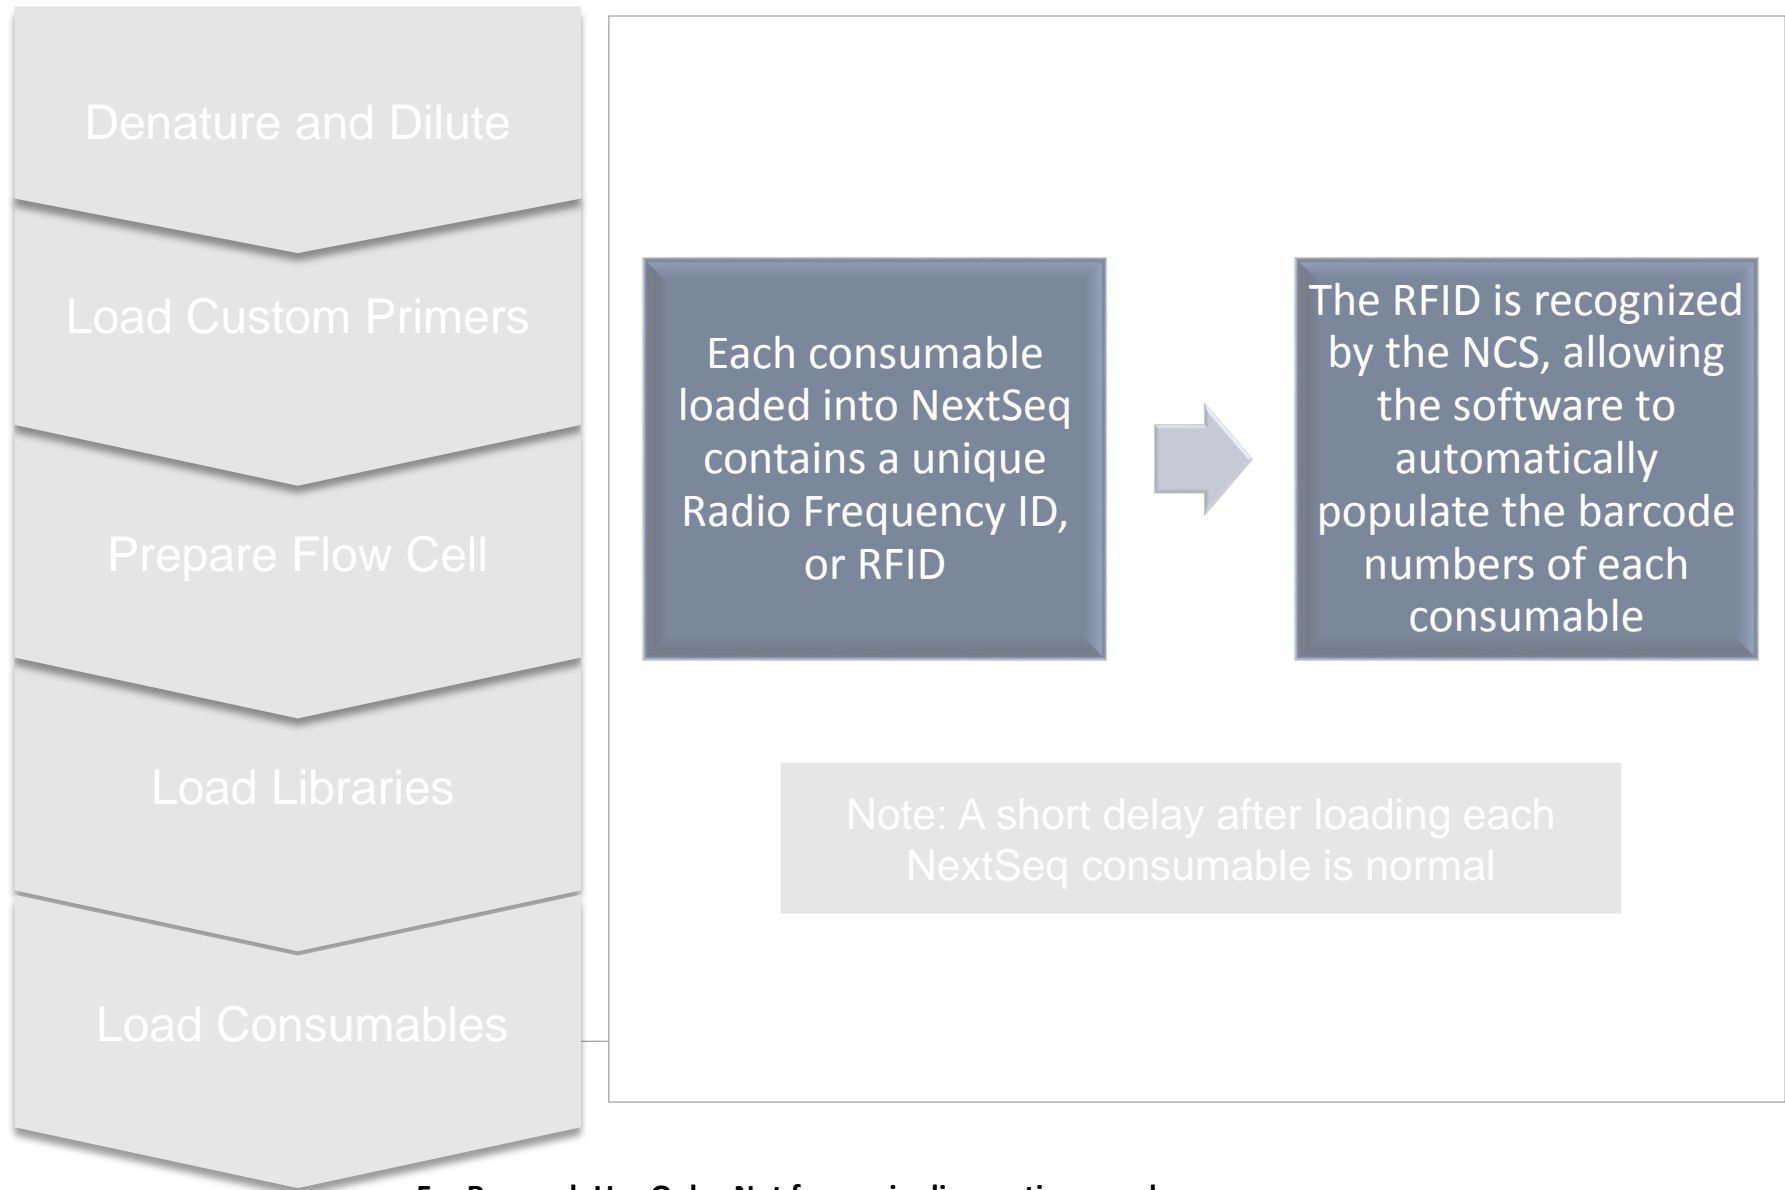 Denature and Dilute
Load Custom Primers
Prepare Flow Cell
Load Libraries
Load Consumables
Each consumable
loaded into NextSeq
contains a unique
Radio Frequency ID,
or RFID
The RFID is recognized
by the NCS, allowing
the software to
automatically
populate the barcode
numbers of each
consumable
Note: A short delay after loading each
NextSeq consumable is normal